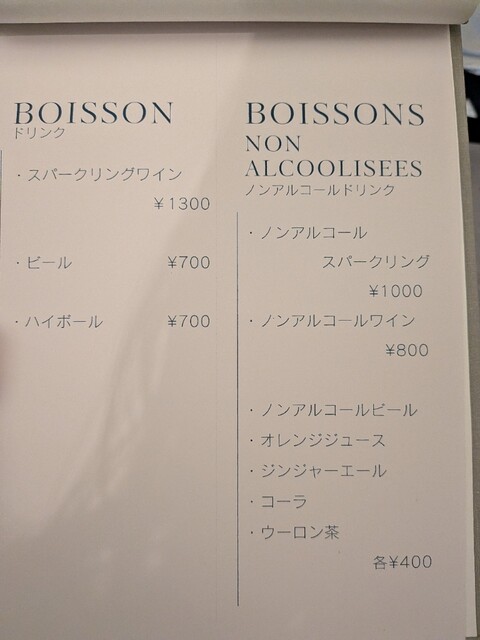 BOISSON
ドリンク
・スパークリングワイン
¥1300
・ビール ¥700
・ハイボール ¥700
BOISSONS
NON
ALCOOLISEES
ノンアルコールドリンク
・ノンアルコール
スパークリング
¥1000
・ノンアルコールワイン
¥800
・ノンアルコールビール
・オレンジジュース
・ジンジャーエール
・コーラ
・ウーロン茶
各¥400